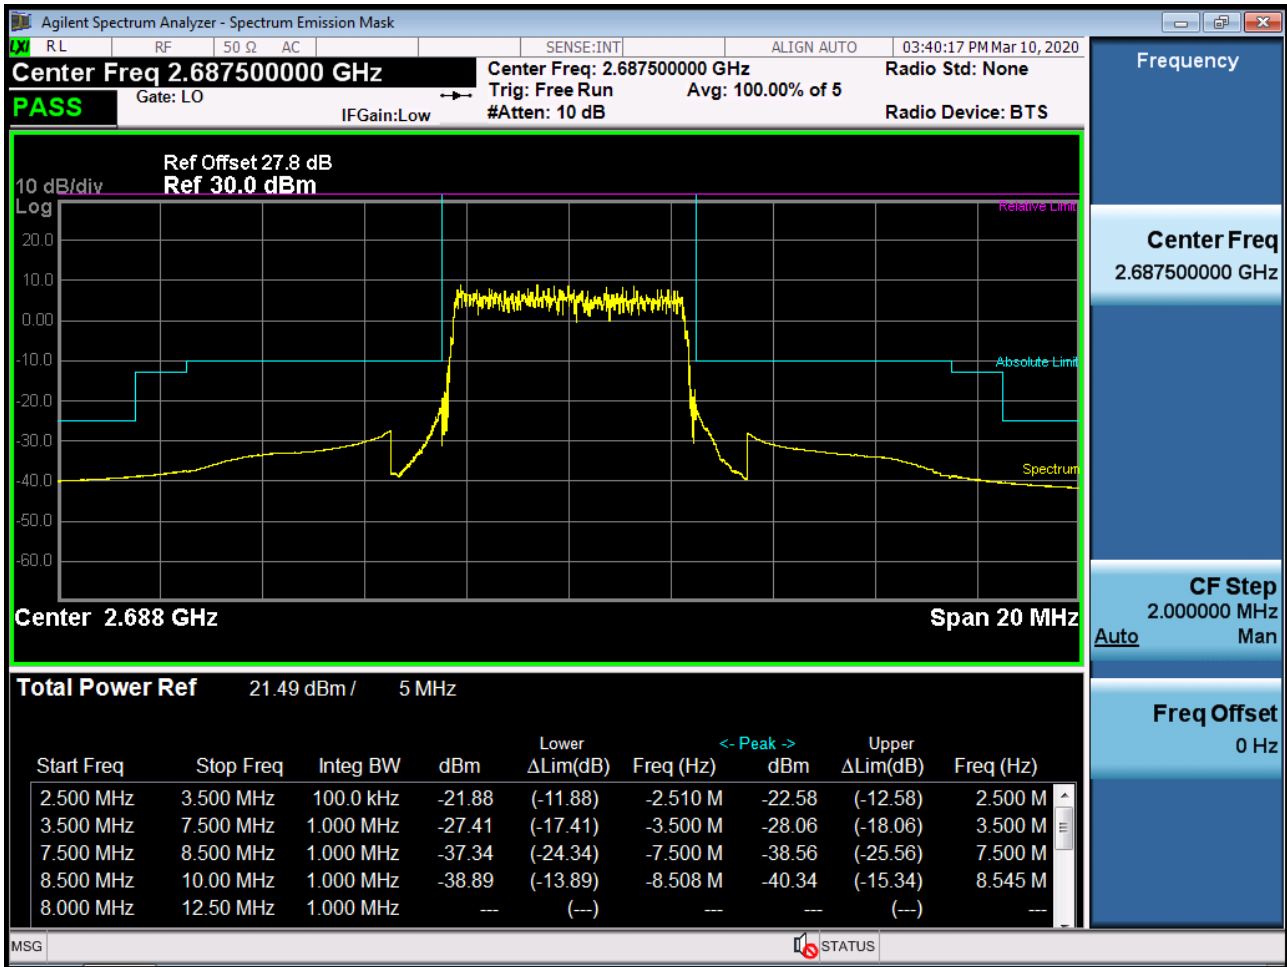 Agilent Spectrum Analyzer - Spectrum Emission Mask
LXI RL RF 50 Ω AC SENSE:INT ALIGN AUTO 03:40:17 PM Mar 10, 2020
Center Freq 2.687500000 GHz Center Freq: 2.687500000 GHz Radio Std: None
Trig: Free Run Avg: 100.00% of 5
PASS Gate: LO IFGain:Low #Atten: 10 dB Radio Device: BTS
Ref Offset 27.8 dB
10 dB/div Ref 30.0 dBm
Log
Relative Limit
20.0
10.0
0.00
-10.0 Absolute Limit
-20.0
-30.0
Spectrum
-40.0
-50.0
-60.0
Center 2.688 GHz Span 20 MHz
Total Power Ref 21.49 dBm / 5 MHz
Lower <- Peak -> Upper
Start Freq Stop Freq Integ BW dBm ΔLim(dB) Freq (Hz) dBm ΔLim(dB) Freq (Hz)
2.500 MHz 3.500 MHz 100.0 kHz -21.88 (-11.88) -2.510 M -22.58 (-12.58) 2.500 M
3.500 MHz 7.500 MHz 1.000 MHz -27.41 (-17.41) -3.500 M -28.06 (-18.06) 3.500 M
7.500 MHz 8.500 MHz 1.000 MHz -37.34 (-24.34) -7.500 M -38.56 (-25.56) 7.500 M
8.500 MHz 10.00 MHz 1.000 MHz -38.89 (-13.89) -8.508 M -40.34 (-15.34) 8.545 M
8.000 MHz 12.50 MHz 1.000 MHz --- (---) --- --- (---) ---
MSG STATUS
Frequency
Center Freq
2.687500000 GHz
CF Step
2.000000 MHz
Auto Man
Freq Offset
0 Hz